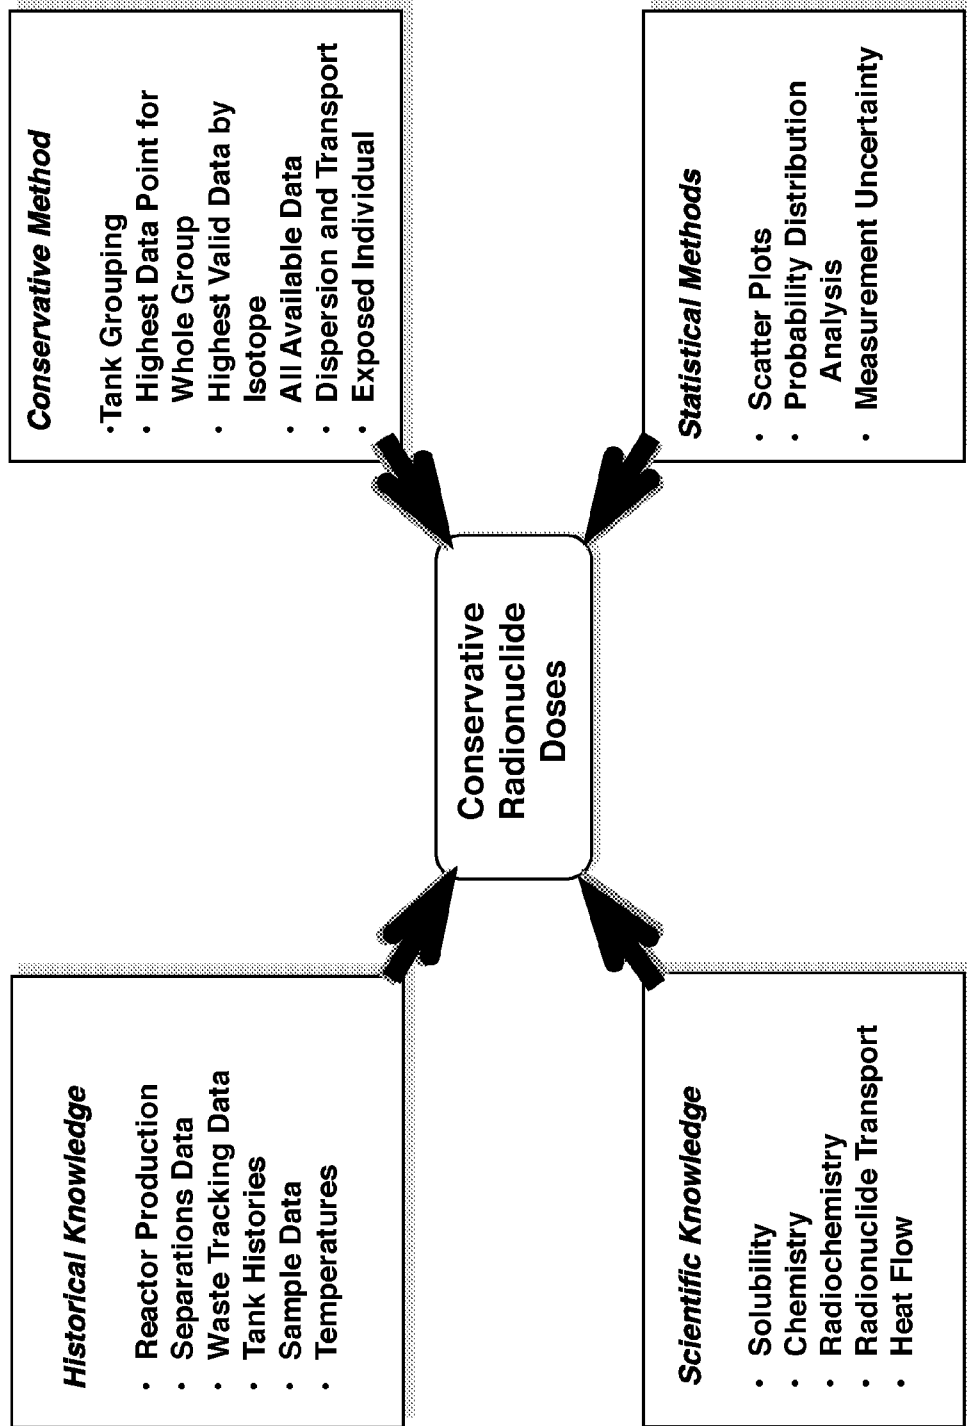 Historical Knowledge
• Reactor Production
• Separations Data
• Waste Tracking Data
• Tank Histories
• Sample Data
• Temperatures
Conservative Method
•Tank Grouping
• Highest Data Point for
Whole Group
• Highest Valid Data by
Isotope
• All Available Data
• Dispersion and Transport
• Exposed Individual
Conservative
Radionuclide
Doses
Scientific Knowledge
• Solubility
• Chemistry
• Radiochemistry
• Radionuclide Transport
• Heat Flow
Statistical Methods
• Scatter Plots
• Probability Distribution
Analysis
• Measurement Uncertainty